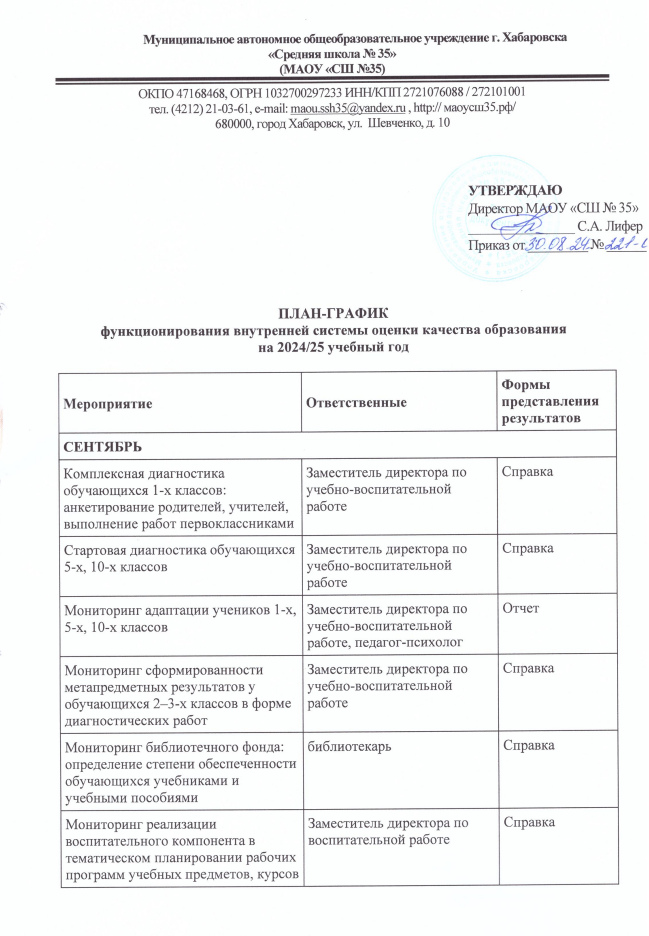 Муниципальное автономное общеобразовательное учреждение г. Хабаровска
«Средняя школа № 35»
(МАОУ «СШ №35)
ОКПО 47168468, ОГРН 1032700297233 ИНН/КПП 2721076088 / 272101001
тел. (4212) 21-03-61, e-mail: maou.ssh35@yandex.ru , http:// маоусш35.рф/
680000, город Хабаровск, ул. Шевченко, д. 10
УТВЕРЖДАЮ
Директор МАОУ «СШ № 35»
С.А. Лифер
Приказ от 30.08.24 № 221-
ПЛАН-ГРАФИК
функционирования внутренней системы оценки качества образования
на 2024/25 учебный год
Мероприятие
Ответственные
Формы
представления
результатов
СЕНТЯБРЬ
Комплексная диагностика
обучающихся 1-х классов:
анкетирование родителей, учителей,
выполнение работ первоклассниками
Заместитель директора по
учебно-воспитательной
работе
Справка
Стартовая диагностика обучающихся
5-х, 10-х классов
Заместитель директора по
учебно-воспитательной
работе
Справка
Мониторинг адаптации учеников 1-х,
5-х, 10-х классов
Заместитель директора по
учебно-воспитательной
работе, педагог-психолог
Отчет
Мониторинг сформированности
метапредметных результатов у
обучающихся 2–3-х классов в форме
диагностических работ
Заместитель директора по
учебно-воспитательной
работе
Справка
Мониторинг библиотечного фонда:
определение степени обеспеченности
обучающихся учебниками и
учебными пособиями
библиотекарь
Справка
Мониторинг реализации
воспитательного компонента в
тематическом планировании рабочих
программ учебных предметов, курсов
Заместитель директора по
воспитательной работе
Справка